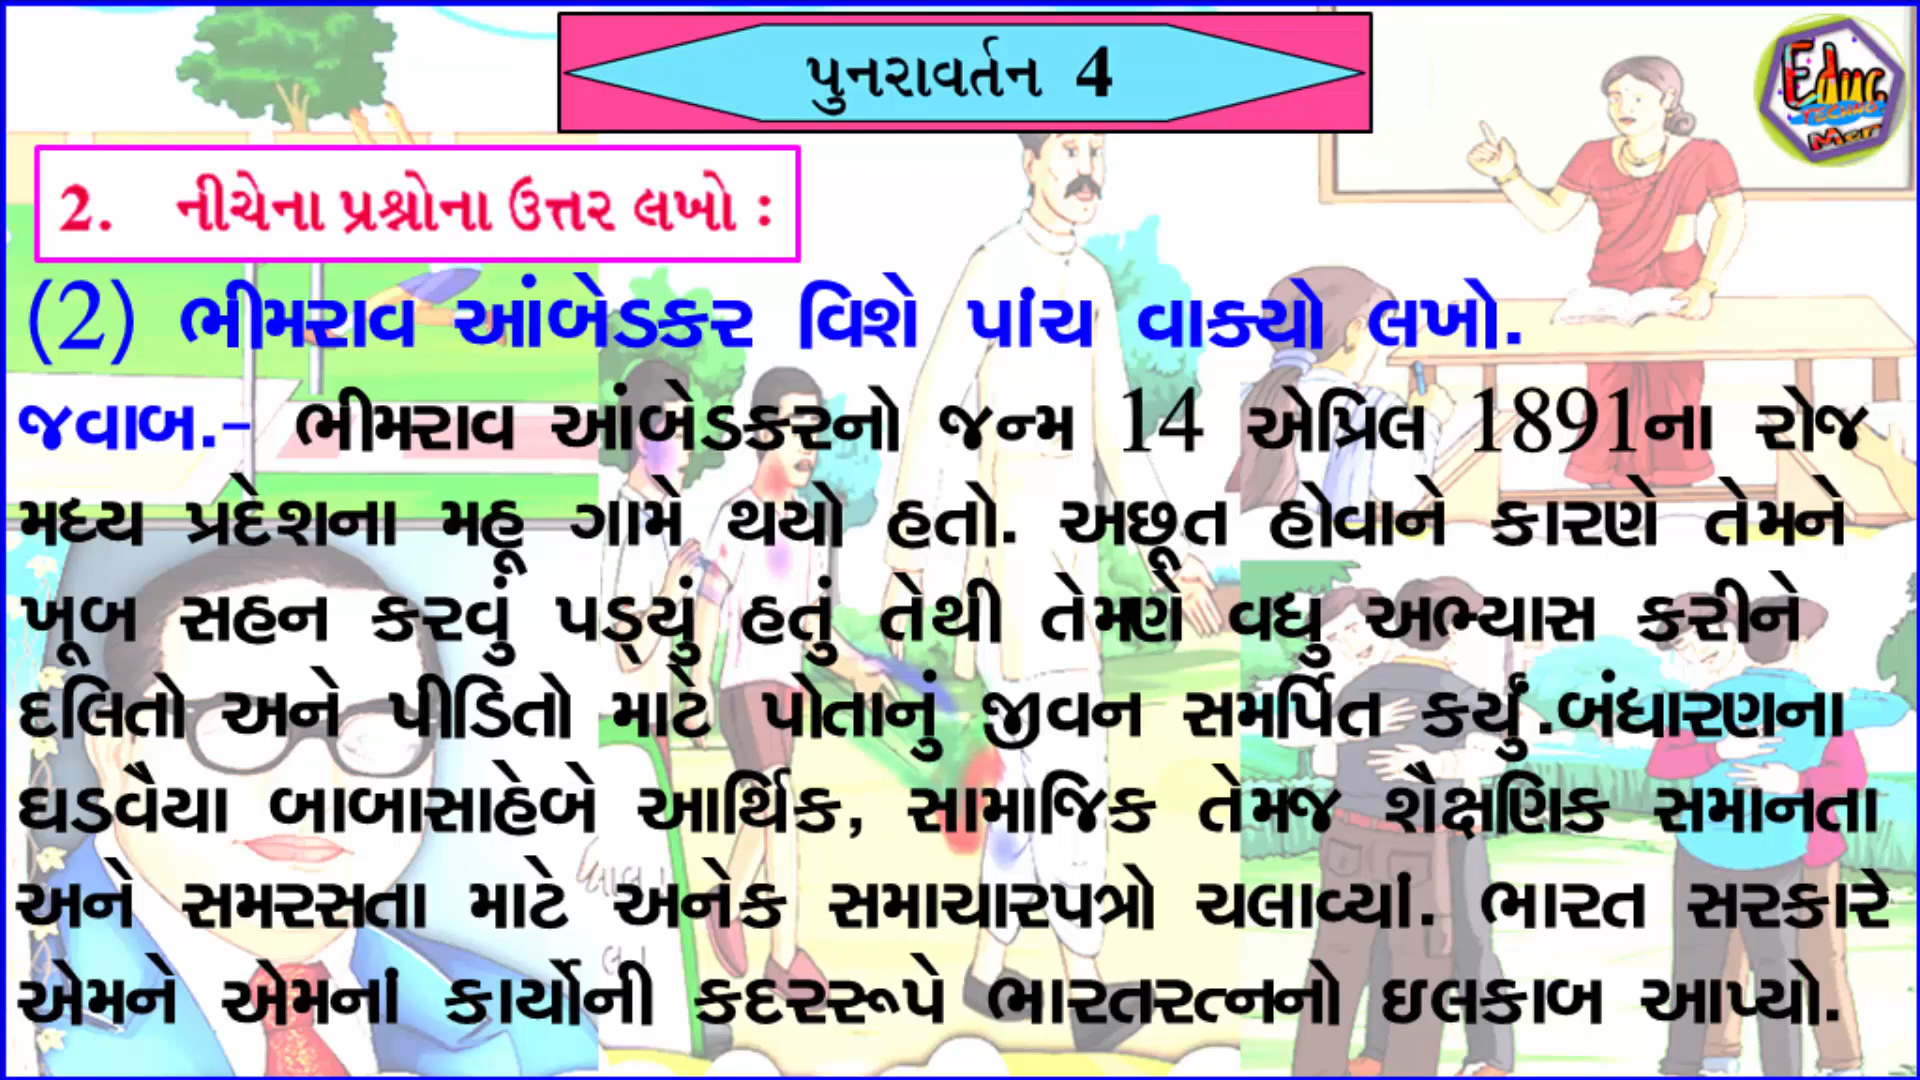 પુનરાવર્તન 4
Educ
TECHNO
Men
2. નીચેના પ્રશ્નોના ઉત્તર લખો :
(2) ભીમરાવ આંબેડકર વિશે પાંચ વાક્યો લખો.
જવાબ.- ભીમરાવ આંબેડકરનો જન્મ 14 એપ્રિલ 1891ના રોજ
મધ્ય પ્રદેશના મહૂ ગામે થયો હતો. અછૂત હોવાને કારણે તેમને
ખૂબ સહન કરવું પડ્યું હતું તેથી તેમણે વધુ અભ્યાસ કરીને
દલિતો અને પીડિતો માટે પોતાનું જીવન સમર્પિત કર્યું.બંધારણના
ઘડવૈયા બાબાસાહેબે આર્થિક, સામાજિક તેમજ શૈક્ષણિક સમાનતા
અને સમરસતા માટે અનેક સમાચારપત્રો ચલાવ્યાં. ભારત સરકારે
એમને એમનાં કાર્યોની કદરરૂપે ભારતરત્નનો ઇલકાબ આપ્યો.